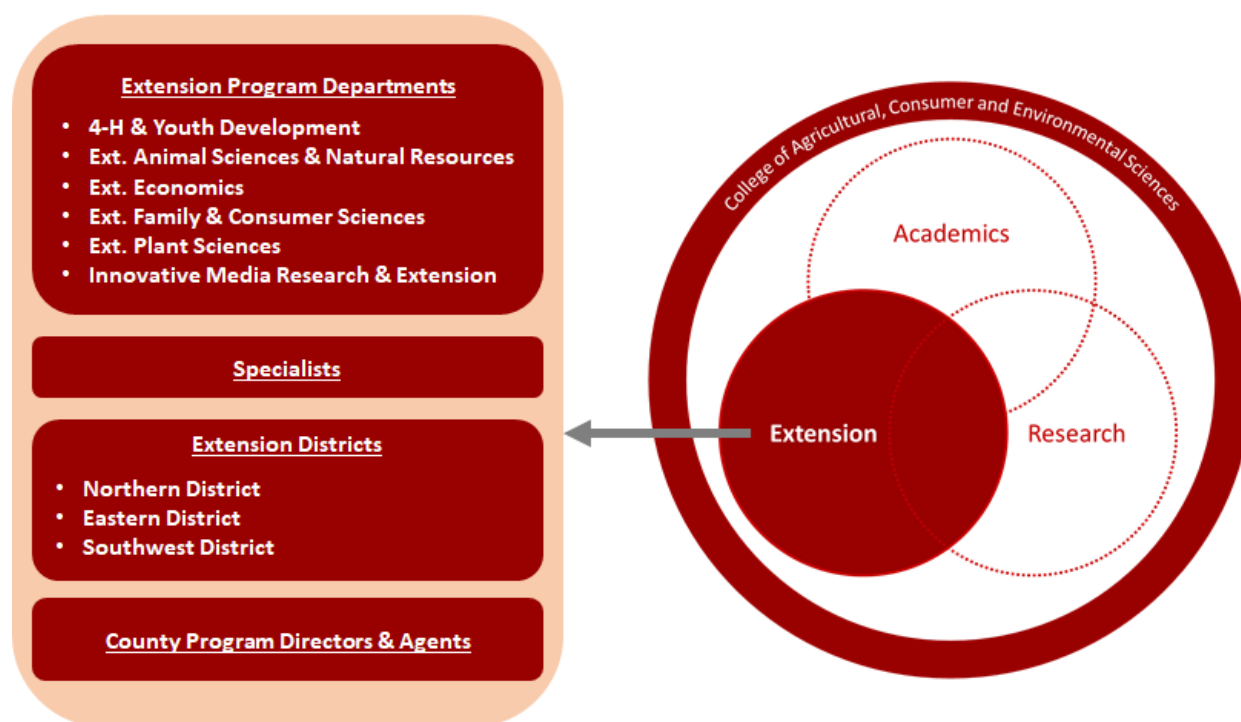 Extension Program Departments
• 4-H & Youth Development
• Ext. Animal Sciences & Natural Resources
• Ext. Economics
• Ext. Family & Consumer Sciences
• Ext. Plant Sciences
• Innovative Media Research & Extension
Specialists
Extension Districts
• Northern District
• Eastern District
• Southwest District
County Program Directors & Agents
College of Agricultural, Consumer and Environmental Sciences
Academics
Extension
Research